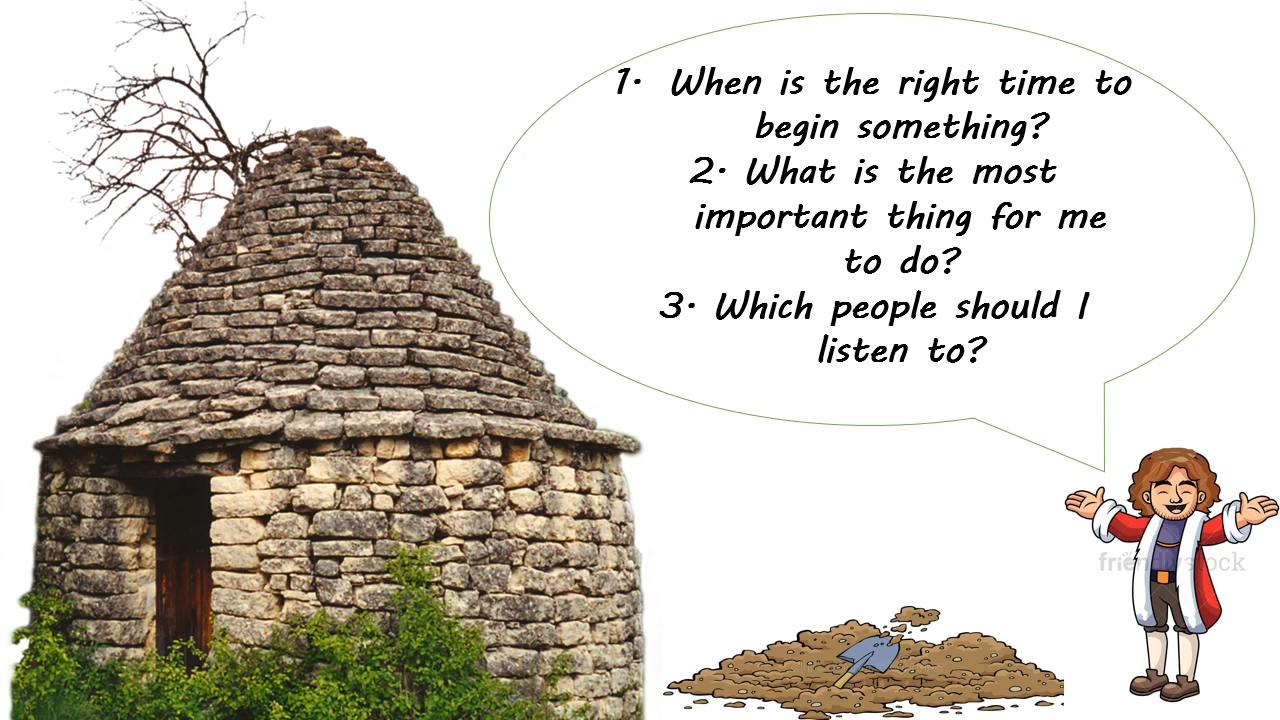 1. When is the right time to
begin something?
2. What is the most
important thing for me
to do?
3. Which people should I
listen to?
friendlystock